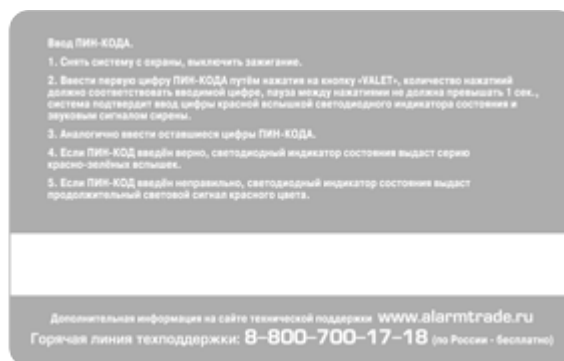 Ввод ПИН-КОДА.
1. Снять систему с охраны, выключить зажигание.
2. Ввести первую цифру ПИН-КОДА путём нажатия на кнопку «VALET», количество нажатий
должно соответствовать вводимой цифре, пауза между нажатиями не должна превышать 1 сек.,
система подтвердит ввод цифры красной вспышкой светодиодного индикатора состояния и
звуковым сигналом сирены.
3. Аналогично ввести оставшиеся цифры ПИН-КОДА.
4. Если ПИН-КОД введён верно, светодиодный индикатор состояния выдаст серию
красно-зелёных вспышек.
5. Если ПИН-КОД введён неправильно, светодиодный индикатор состояния выдаст
продолжительный световой сигнал красного цвета.
Дополнительная информация на сайте технической поддержки www.alarmtrade.ru
Горячая линия техподдержки: 8-800-700-17-18 (по России - бесплатно)